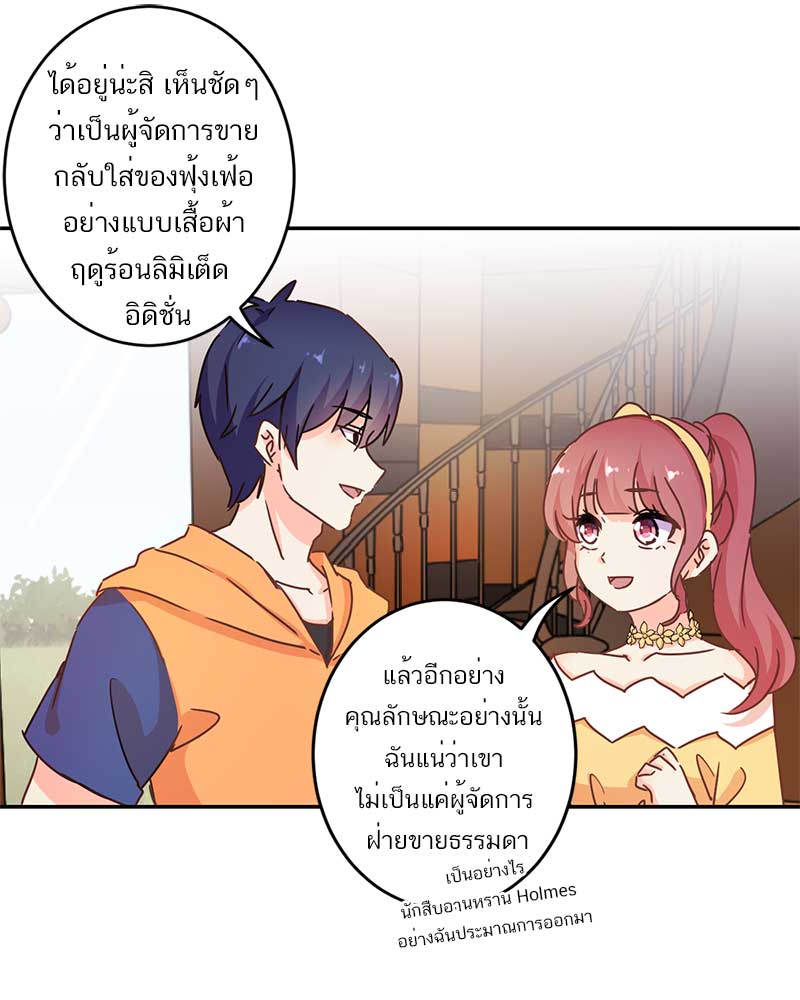 ได้อยู่น่ะสิ เห็นชัดๆ
ว่าเป็นผู้จัดการขาย
กลับใส่ของฟุ้งเฟ้อ
อย่างแบบเสื้อผ้า
ฤดูร้อนลิมิเต็ด
อิดิชั่น
แล้วอีกอย่าง
คุณลักษณะอย่างนั้น
ฉันแน่ว่าเขา
ไม่เป็นแค่ผู้จัดการ
ฝ่ายขายธรรมดา
เป็นอย่างไร
นักสืบอานหราน Holmes
อย่างฉันประมาณการออกมา